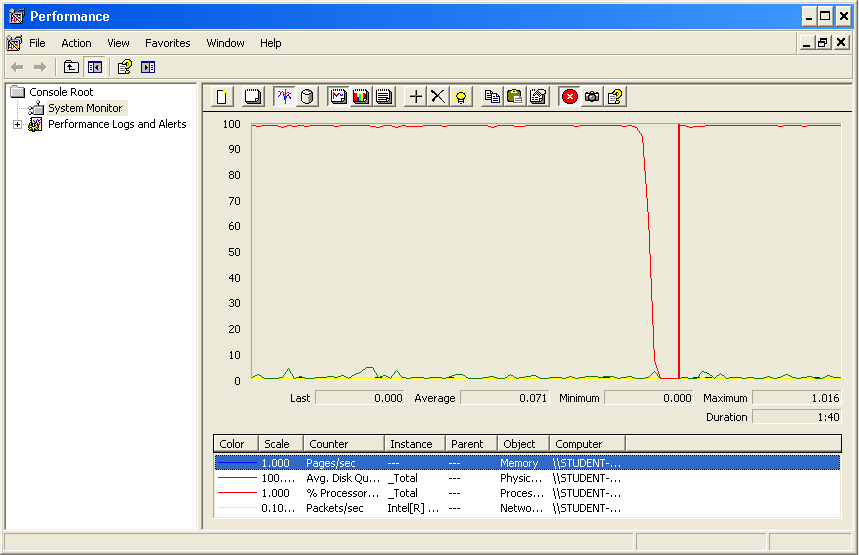 Performance
File Action View Favorites Window Help
Console Root
System Monitor
Performance Logs and Alerts
100
90
80
70
60
50
40
30
20
10
0
Last 0.000 Average 0.071 Minimum 0.000 Maximum 1.016
Duration 1:40
Color Scale Counter Instance Parent Object Computer
1.000 Pages/sec --- --- Memory \\STUDENT-...
100.... Avg. Disk Qu... _Total --- Physic... \\STUDENT-...
1.000 % Processor... _Total --- Proces... \\STUDENT-...
0.10... Packets/sec Intel[R] ... --- Netwo... \\STUDENT-...